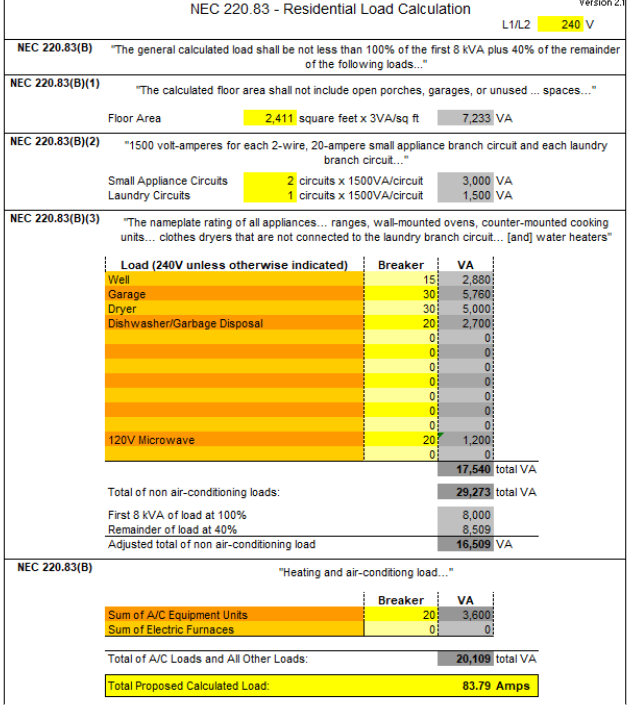 Version 2.1
NEC 220.83 - Residential Load Calculation
L1/L2 240 V
NEC 220.83(B) "The general calculated load shall be not less than 100% of the first 8 kVA plus 40% of the remainder
of the following loads..."
NEC 220.83(B)(1)
"The calculated floor area shall not include open porches, garages, or unused ... spaces…"
Floor Area 2,411 square feet x 3VA/sq ft 7,233 VA
NEC 220.83(B)(2) "1500 volt-amperes for each 2-wire, 20-ampere small appliance branch circuit and each laundry
branch circuit…"
Small Appliance Circuits 2 circuits x 1500VA/circuit 3,000 VA
Laundry Circuits 1 circuits x 1500VA/circuit 1,500 VA
NEC 220.83(B)(3) "The nameplate rating of all appliances… ranges, wall-mounted ovens, counter-mounted cooking
units… clothes dryers that are not connected to the laundry branch circuit… [and] water heaters"
Load (240V unless otherwise indicated) Breaker VA
Well 15 2,880
Garage 30 5,760
Dryer 30 5,000
Dishwasher/Garbage Disposal 20 2,700
0 0
0 0
0 0
0 0
0 0
0 0
0 0
120V Microwave 20 1,200
0 0
17,540 total VA
Total of non air-conditioning loads: 29,273 total VA
First 8 kVA of load at 100% 8,000
Remainder of load at 40% 8,509
Adjusted total of non air-conditioning load 16,509 VA
NEC 220.83(B)
"Heating and air-conditiong load…"
Breaker VA
Sum of A/C Equipment Units 20 3,600
Sum of Electric Furnaces 0 0
Total of A/C Loads and All Other Loads: 20,109 total VA
Total Proposed Calculated Load: 83.79 Amps